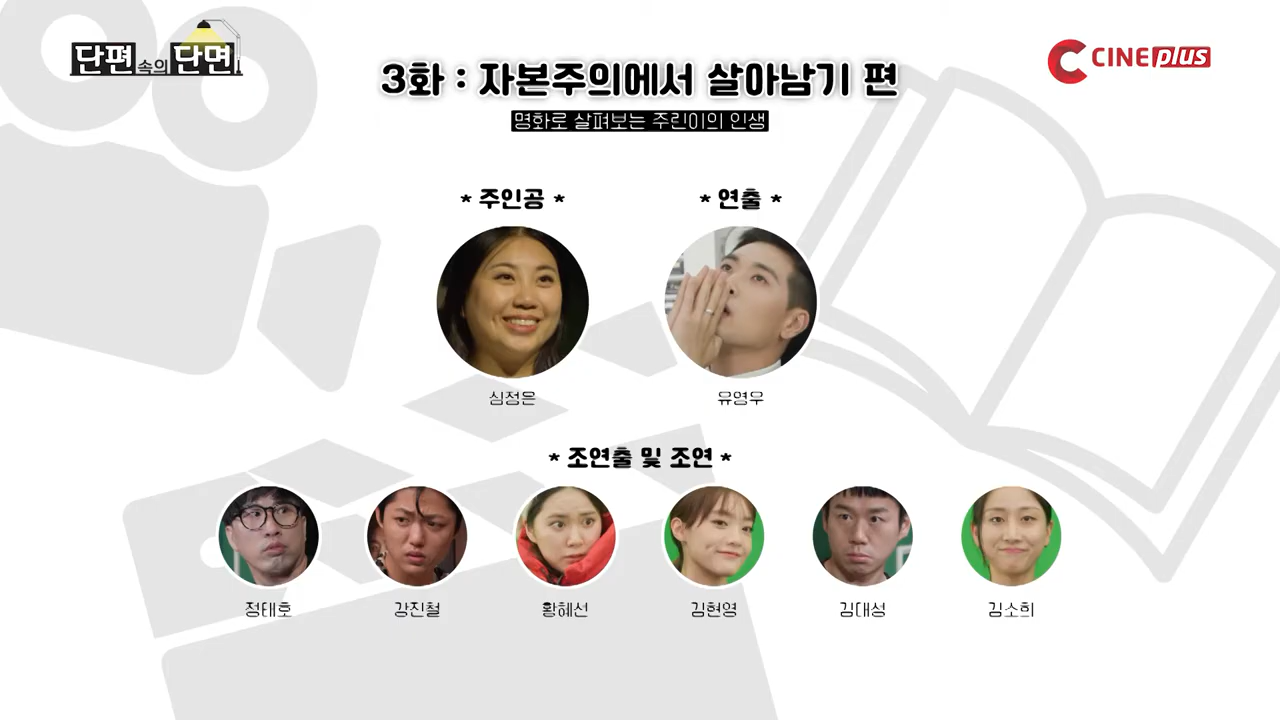 단편 속의 단면
CINE plus
3화 : 자본주의에서 살아남기 편
명화로 살펴보는 주린이의 인생
* 주인공 * * 연출 *
심정은 유영우
* 조연출 및 조연 *
정태호 강진철 황혜선 김현영 김대성 김소희